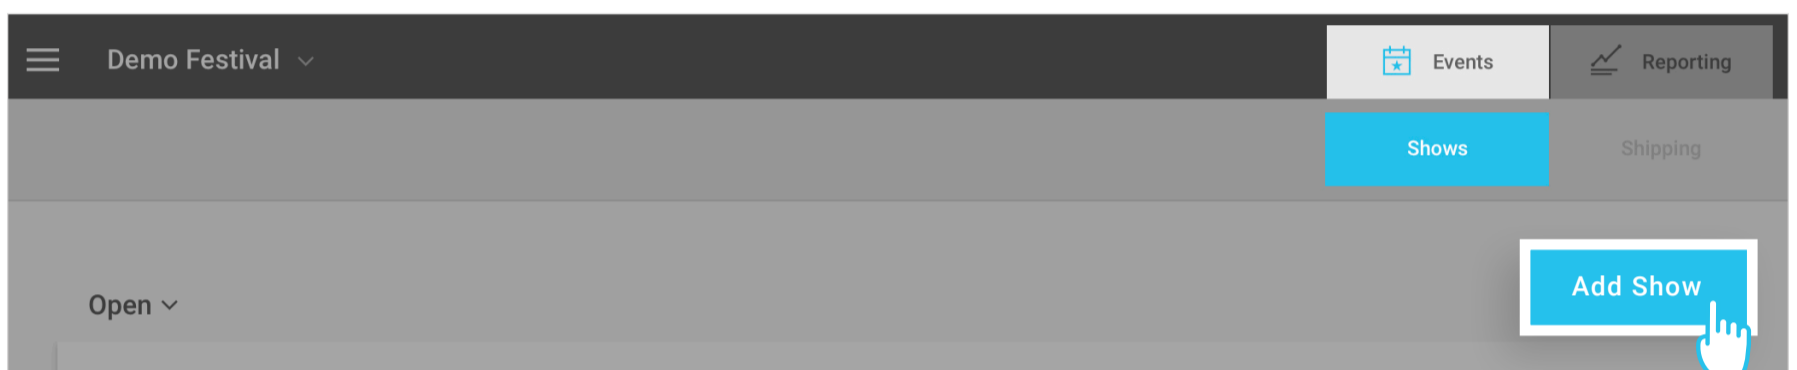 Demo Festival
Events
Reporting
Shows
Shipping
Add Show
Open